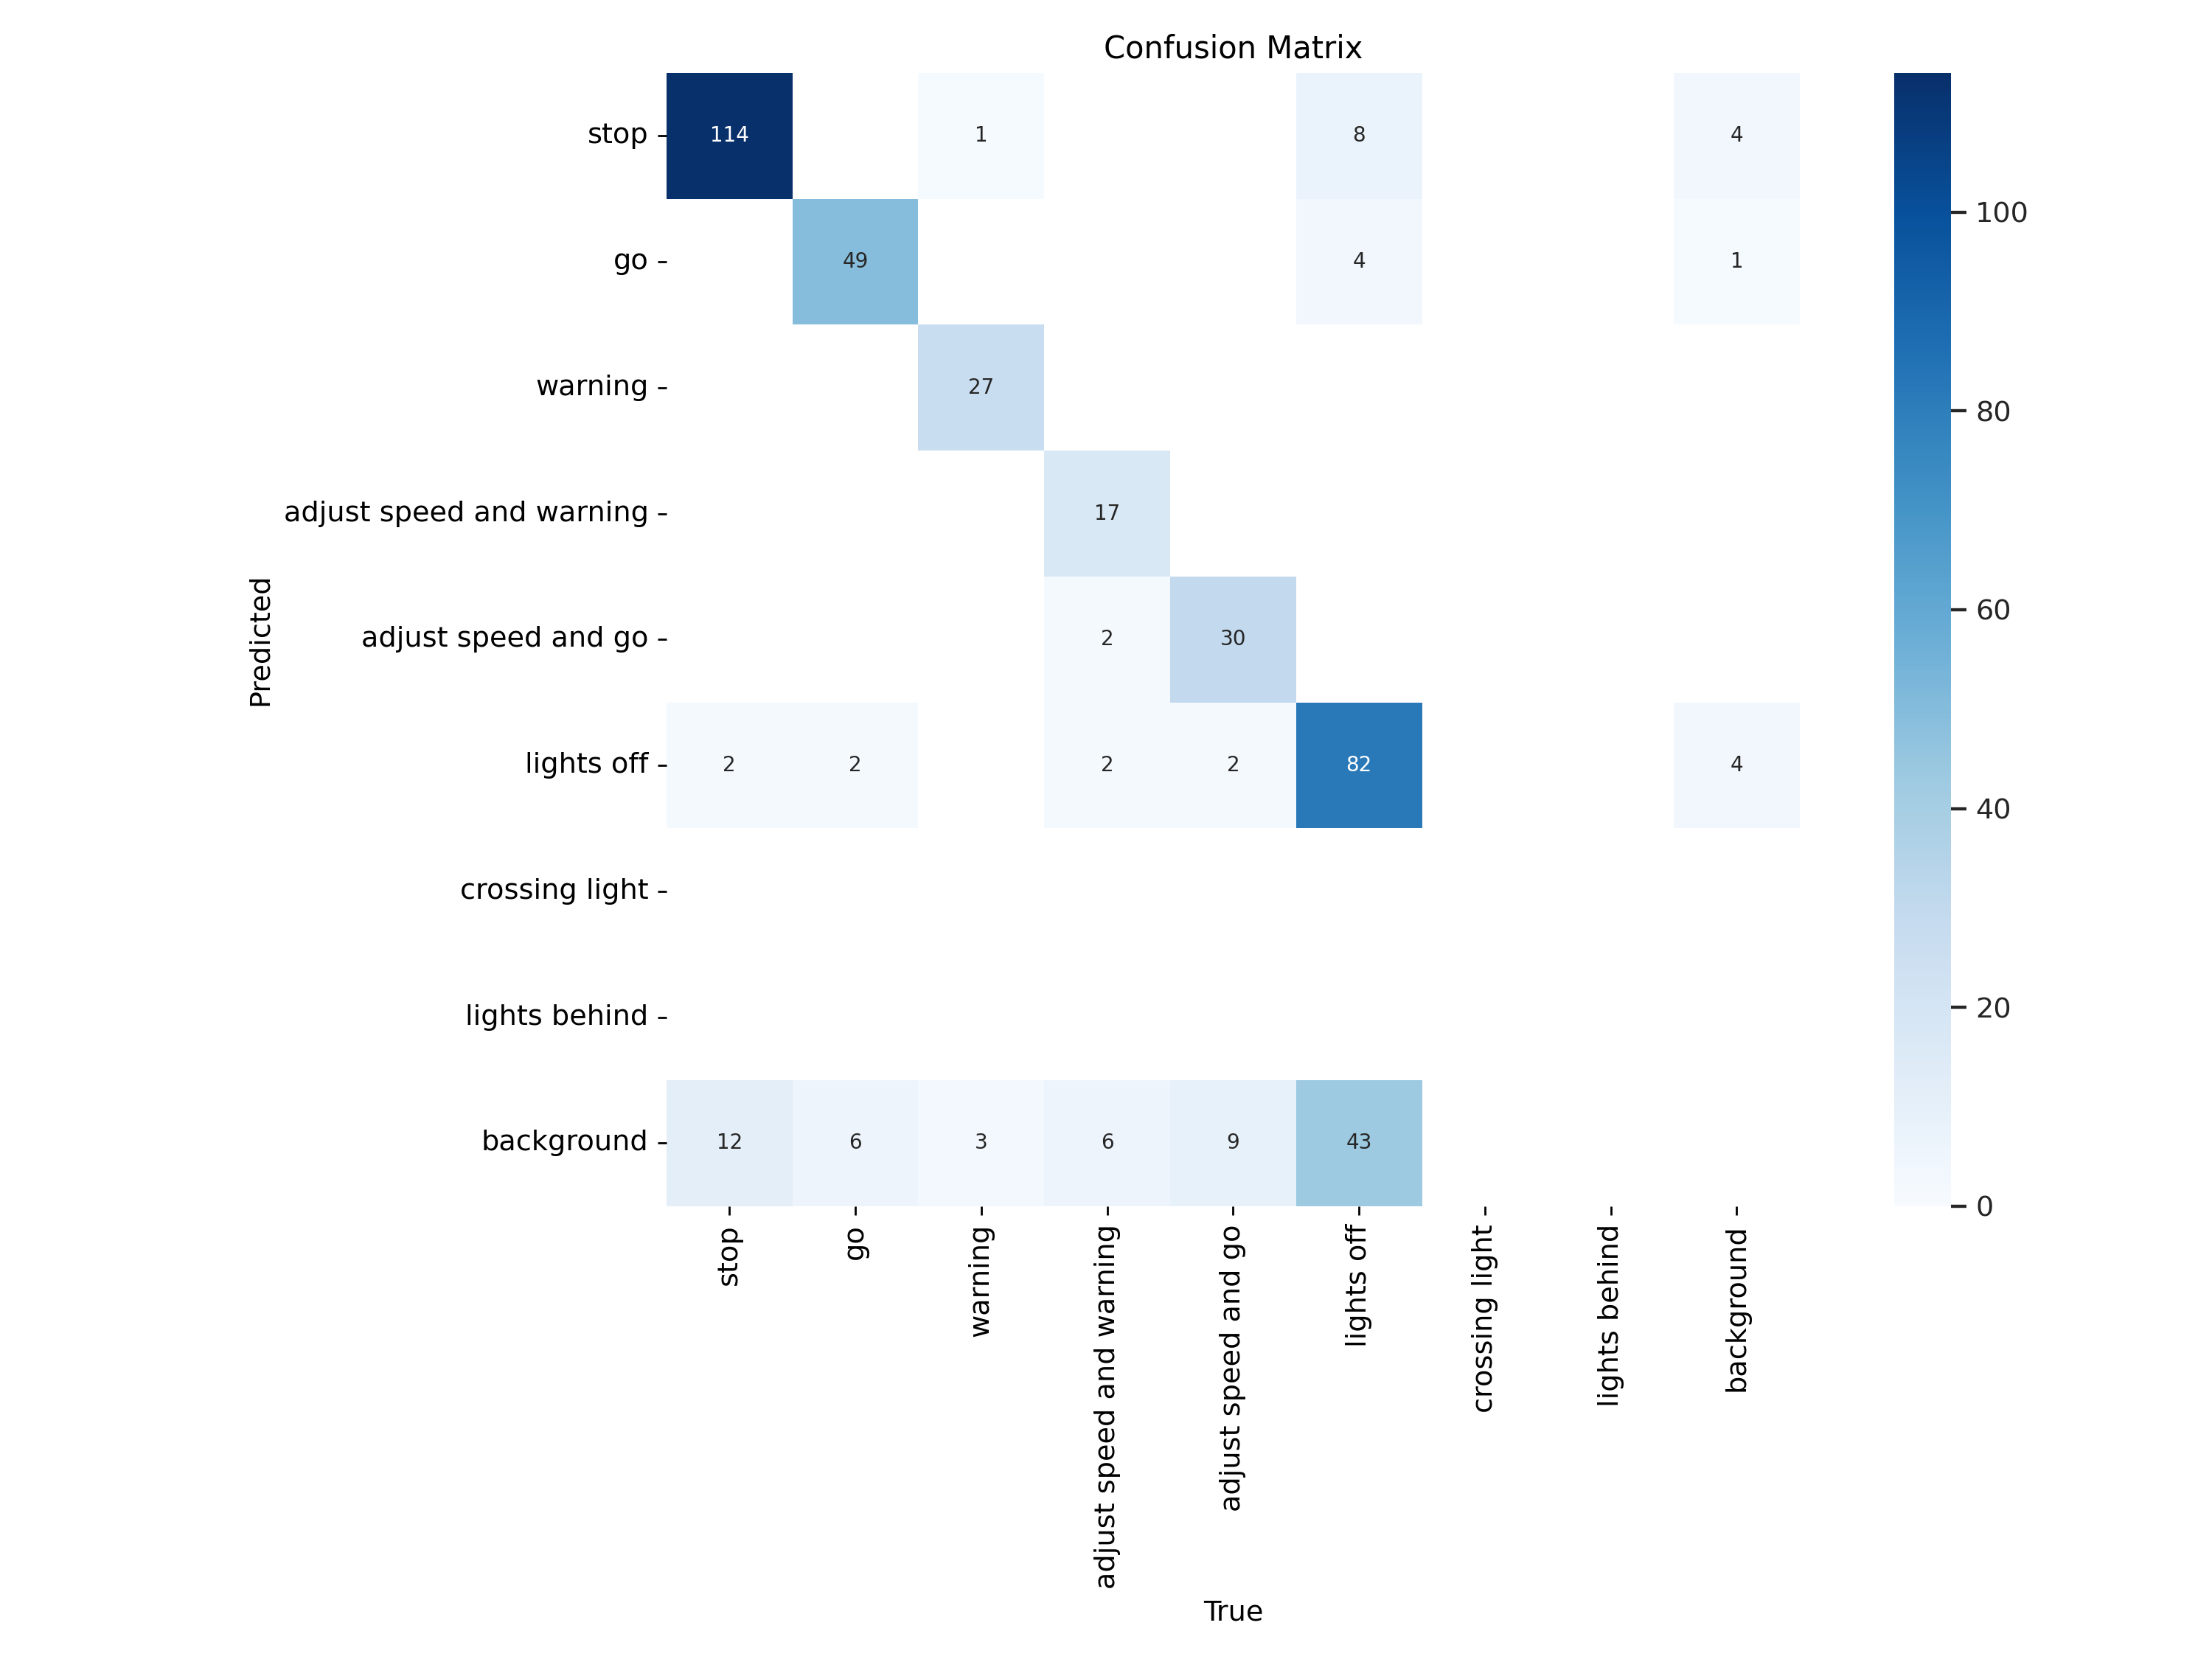 Confusion Matrix
stop 114 1 8 4
go 49 4 1
warning 27
adjust speed and warning 17
adjust speed and go 2 30
lights off 2 2 2 2 82 4
crossing light
lights behind
background 12 6 3 6 9 43
Predicted
stop
go
warning
adjust speed and warning
adjust speed and go
lights off
crossing light
lights behind
background
True
100
80
60
40
20
0